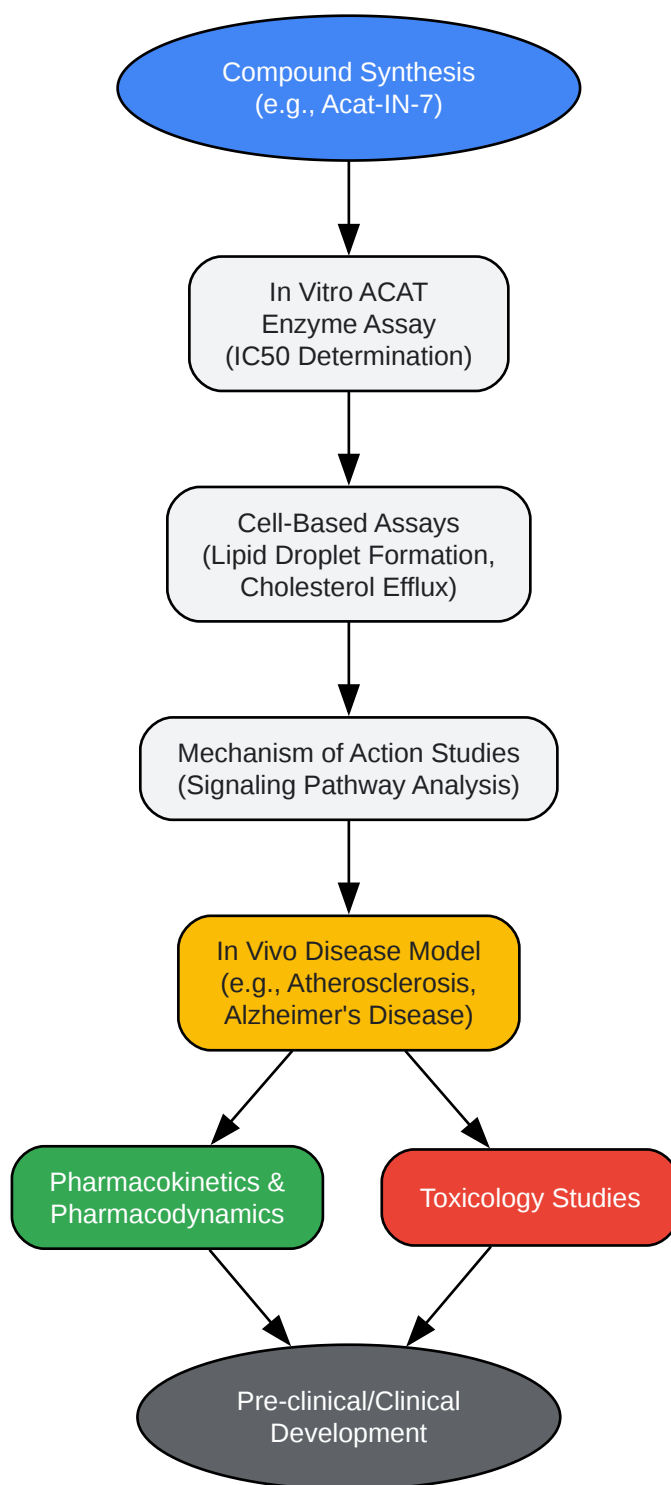 Compound Synthesis
(e.g., Acat-IN-7)
In Vitro ACAT
Enzyme Assay
(IC50 Determination)
Cell-Based Assays
(Lipid Droplet Formation,
Cholesterol Efflux)
Mechanism of Action Studies
(Signaling Pathway Analysis)
In Vivo Disease Model
(e.g., Atherosclerosis,
Alzheimer's Disease)
Pharmacokinetics &
Pharmacodynamics
Toxicology Studies
Pre-clinical/Clinical
Development